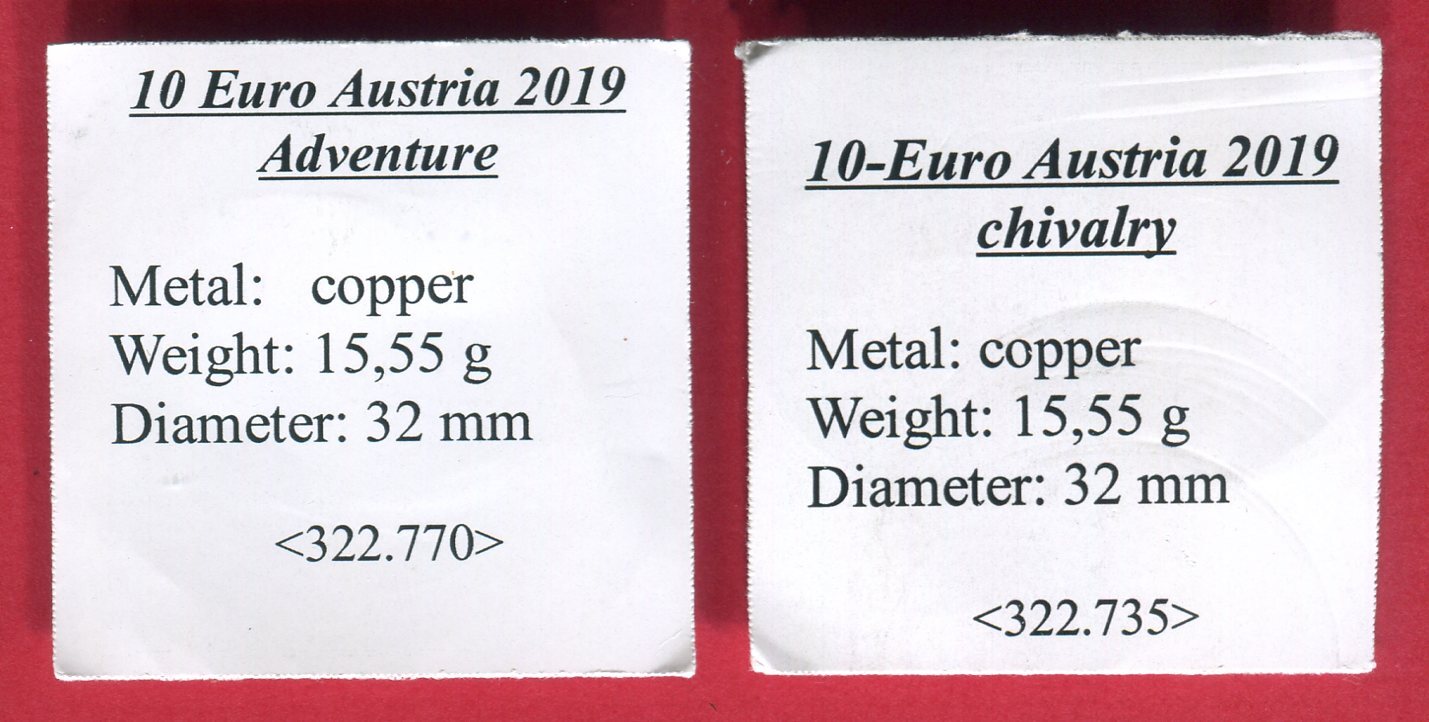 10 Euro Austria 2019
Adventure
Metal: copper
Weight: 15,55 g
Diameter: 32 mm
<322.770>
10-Euro Austria 2019
chivalry
Metal: copper
Weight: 15,55 g
Diameter: 32 mm
<322.735>